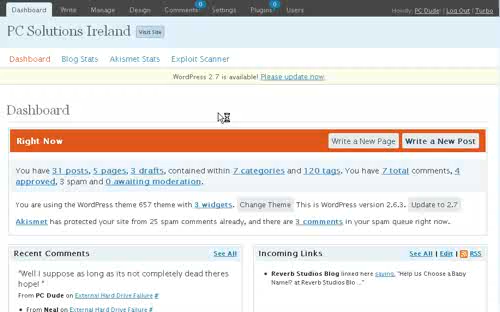 Dashboard Write Manage Design Comments 0 Settings Plugins 0 Users Howdy, PC Dude! | Log Out | Turbo
PC Solutions Ireland Visit Site
Dashboard Blog Stats Akismet Stats Exploit Scanner
WordPress 2.7 is available! Please update now.
Dashboard
Right Now Write a New Page Write a New Post
You have 31 posts, 5 pages, 3 drafts, contained within 7 categories and 120 tags. You have 7 total comments, 4
approved, 3 spam and 0 awaiting moderation.
You are using the WordPress theme 657 theme with 3 widgets. Change Theme This is WordPress version 2.6.3. Update to 2.7
Akismet has protected your site from 25 spam comments already, and there are 3 comments in your spam queue right now.
Recent Comments See All
"Well I suppose as long as its not completely dead theres
hope! "
From PC Dude on External Hard Drive Failure #
From Neal on External Hard Drive Failure #
Incoming Links See All | Edit | RSS
Reverb Studios Blog linked here saying, "Help Us Choose a Baby
Name!? at Reverb Studios Blo ..."